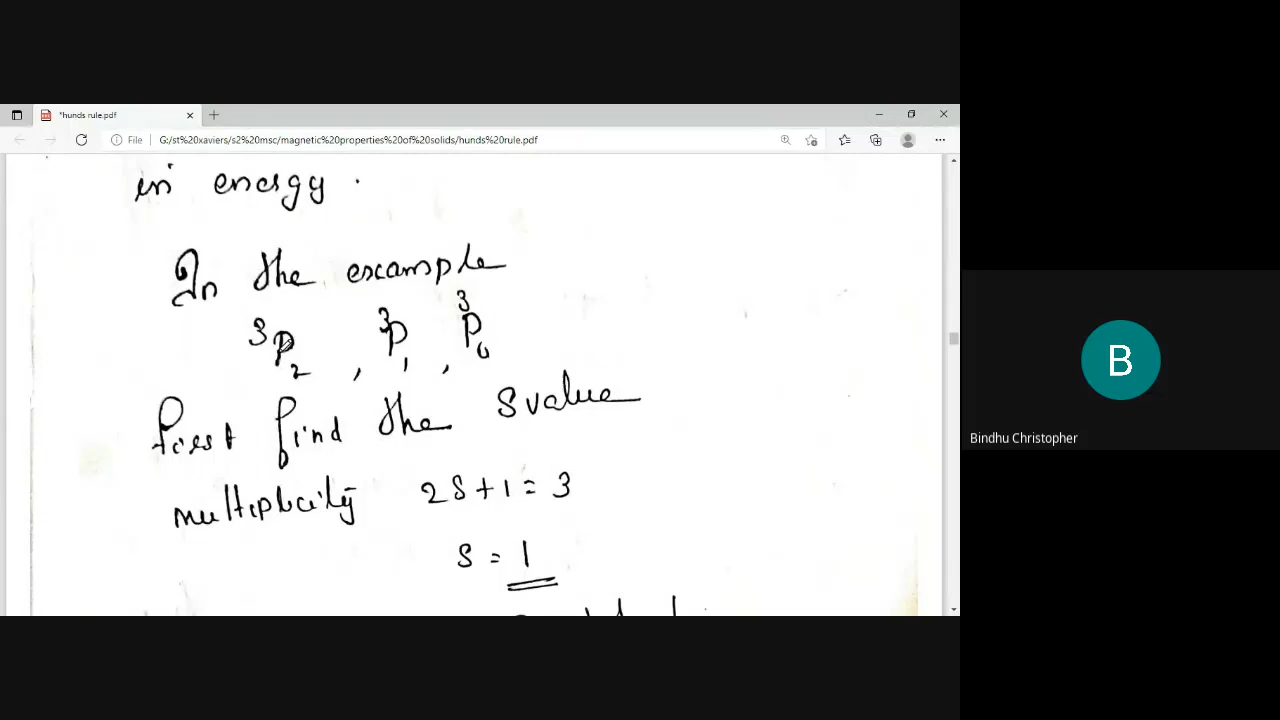 *hunds rule.pdf
File G:/st%20xaviers/s2%20msc/magnetic%20properties%20of%20solids/hunds%20rule.pdf
in energy.
In the example
³P₂, ³P₁, ³P₀
first find the S value
multiplicity 2S+1 = 3
S = 1
B
Bindhu Christopher